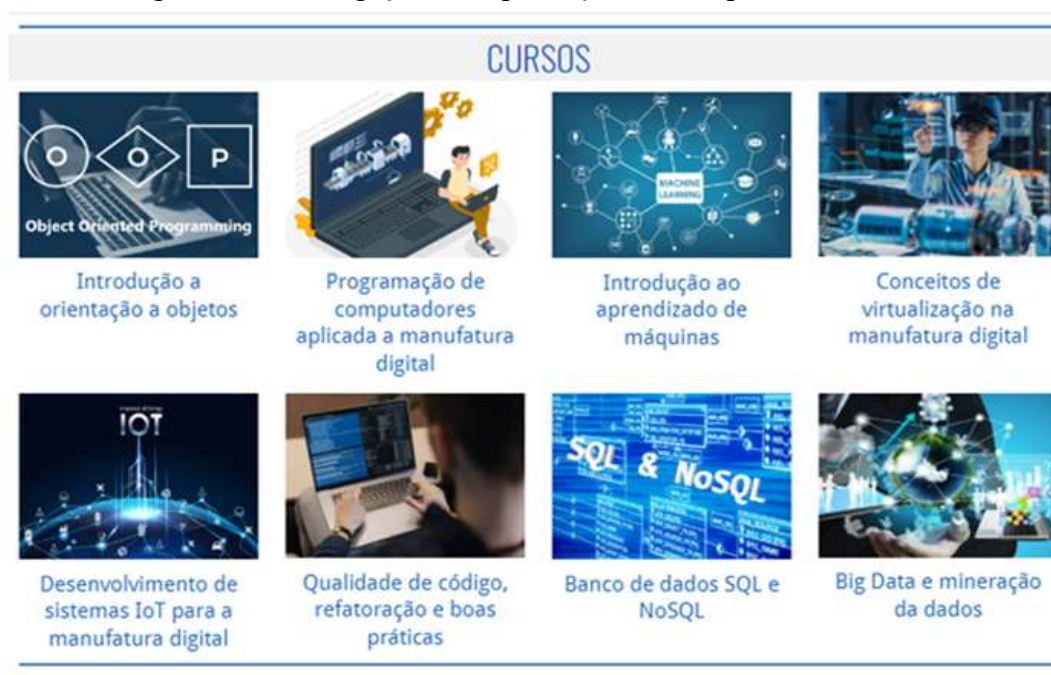 CURSOS
O O P
Object Oriented Programming
MACHINE
LEARNING
Introdução a
orientação a objetos
Programação de
computadores
aplicada a manufatura
digital
Introdução ao
aprendizado de
máquinas
Conceitos de
virtualização na
manufatura digital
IOT
SQL & NoSQL
Desenvolvimento de
sistemas IoT para a
manufatura digital
Qualidade de código,
refatoração e boas
práticas
Banco de dados SQL e
NoSQL
Big Data e mineração
da dados